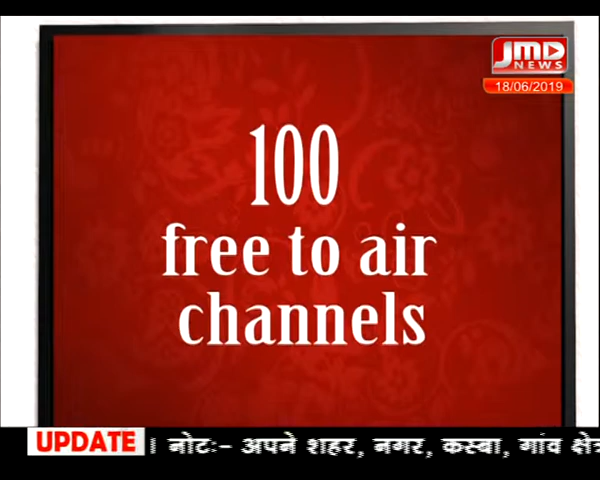 JMD
NEWS
18/06/2019
100
free to air
channels
UPDATE । नोटः- अपने शहर, नगर, कस्बा, गांव क्षेत्र